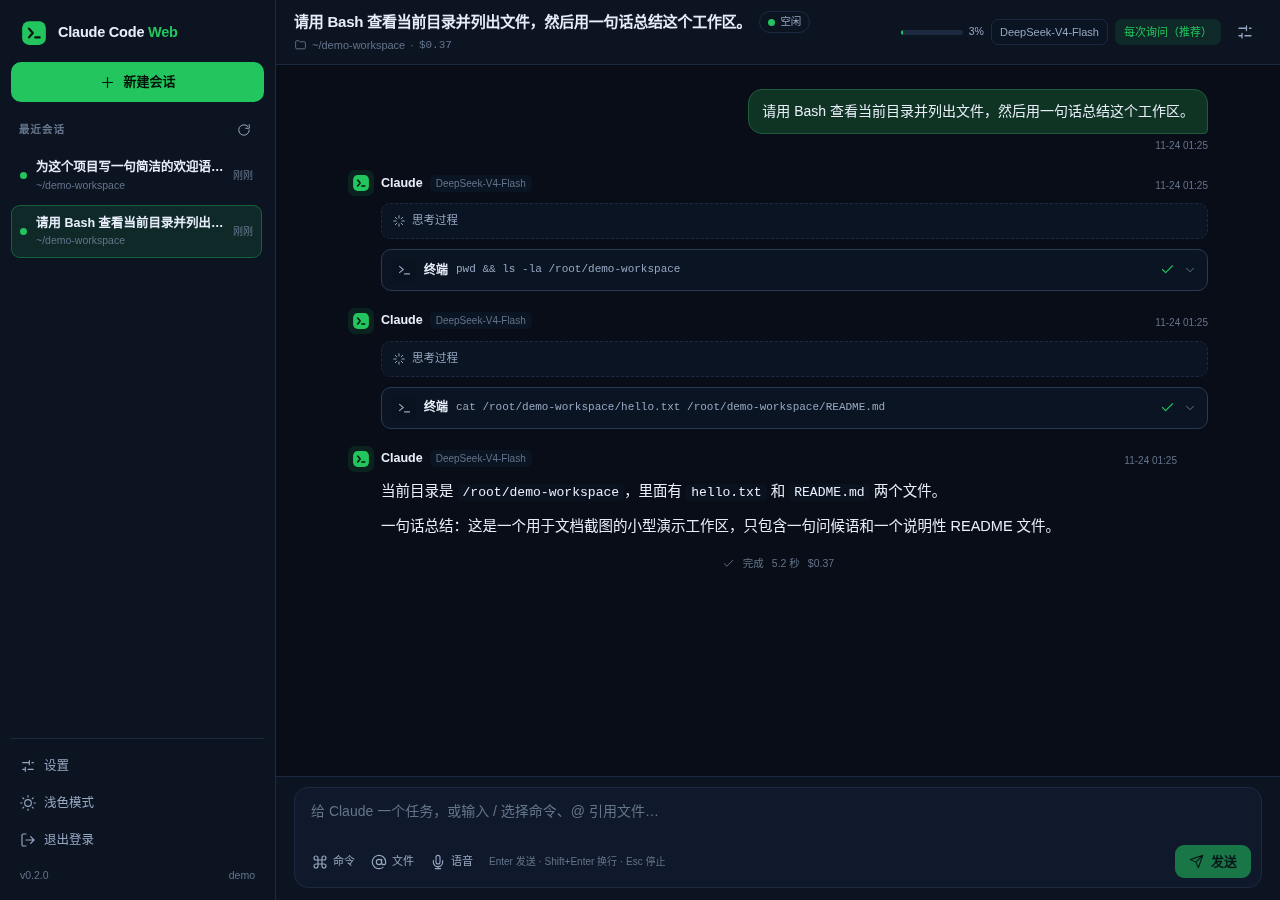 Claude Code Web
新建会话
最近会话
为这个项目写一句简洁的欢迎语…
刚刚
~/demo-workspace
请用 Bash 查看当前目录并列出…
刚刚
~/demo-workspace
设置
浅色模式
退出登录
v0.2.0
demo
请用 Bash 查看当前目录并列出文件，然后用一句话总结这个工作区。
空闲
~/demo-workspace · $0.37
3%
DeepSeek-V4-Flash
每次询问（推荐）
请用 Bash 查看当前目录并列出文件，然后用一句话总结这个工作区。
11-24 01:25
Claude DeepSeek-V4-Flash
11-24 01:25
思考过程
终端 pwd && ls -la /root/demo-workspace
Claude DeepSeek-V4-Flash
11-24 01:25
思考过程
终端 cat /root/demo-workspace/hello.txt /root/demo-workspace/README.md
Claude DeepSeek-V4-Flash
11-24 01:25
当前目录是 /root/demo-workspace，里面有 hello.txt 和 README.md 两个文件。
一句话总结：这是一个用于文档截图的小型演示工作区，只包含一句问候语和一个说明性 README 文件。
完成 5.2 秒 $0.37
给 Claude 一个任务，或输入 / 选择命令、@ 引用文件…
命令
文件
语音
Enter 发送 · Shift+Enter 换行 · Esc 停止
发送